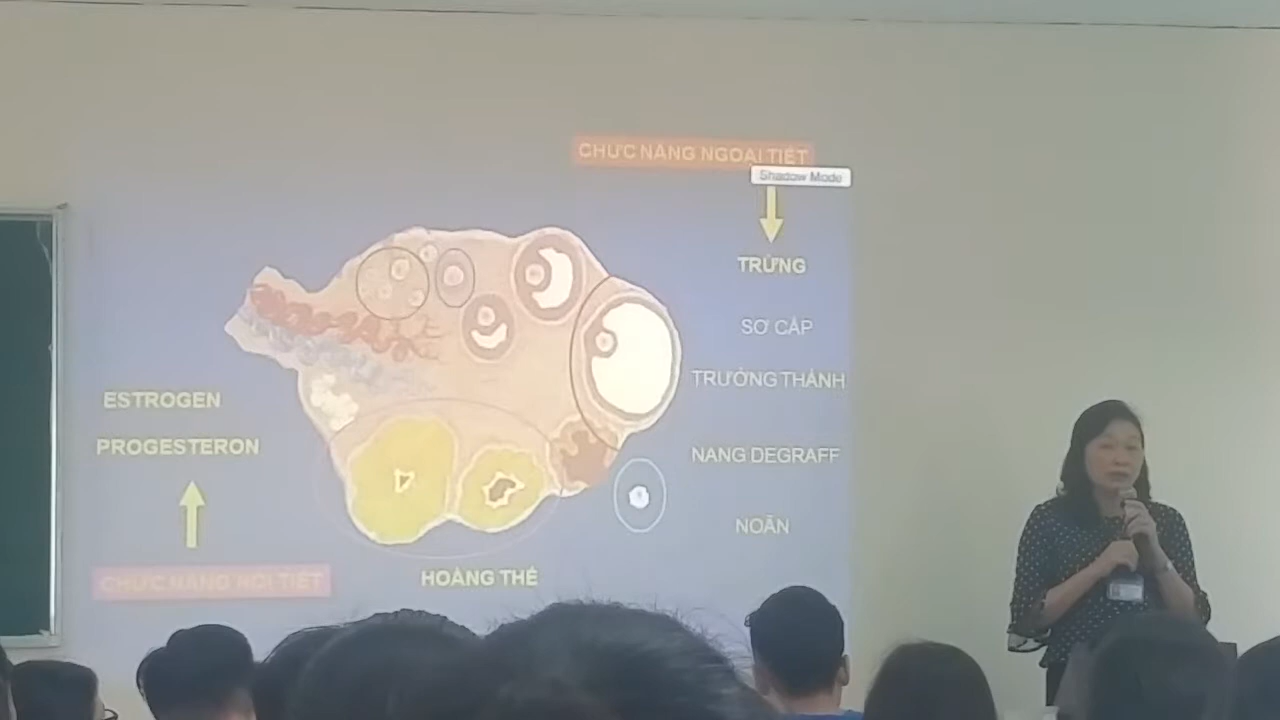 CHỨC NĂNG NGOẠI TIẾT
Shadow Mode
TRỨNG
SƠ CẤP
TRƯỞNG THÀNH
NANG DEGRAFF
NOÃN
ESTROGEN
PROGESTERON
CHỨC NĂNG NỘI TIẾT
HOÀNG THỂ